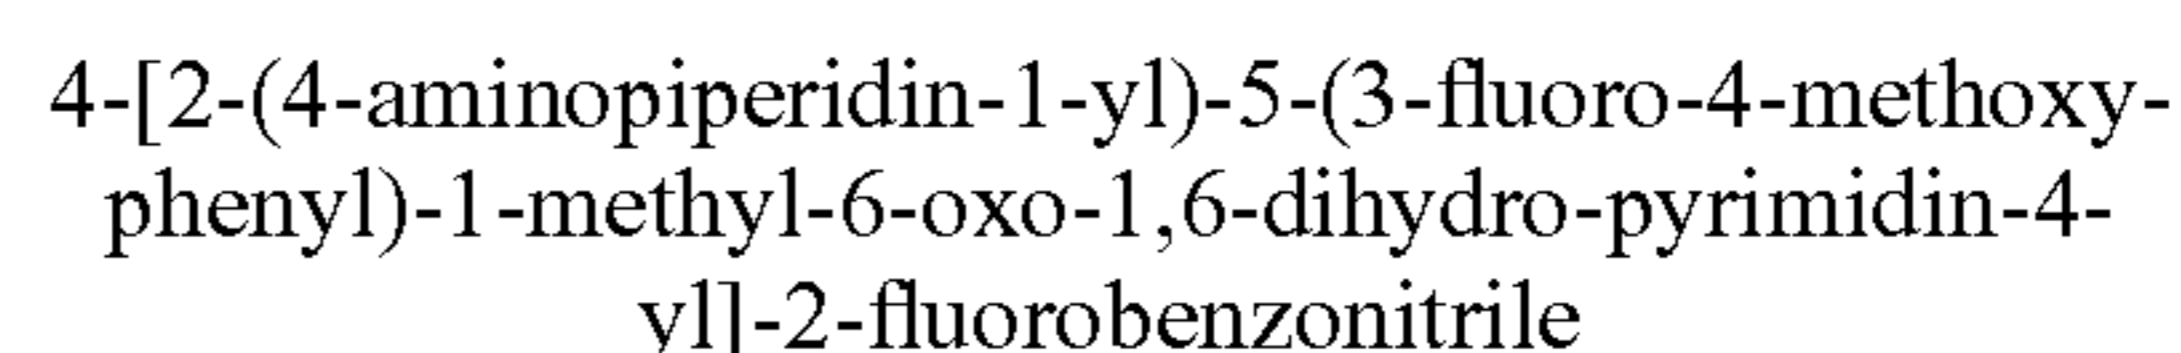 4-[2-(4-aminopiperidin-1-yl)-5-(3-fluoro-4-methoxy-
phenyl)-1-methyl-6-oxo-1,6-dihydro-pyrimidin-4-
yl]-2-fluorobenzonitrile